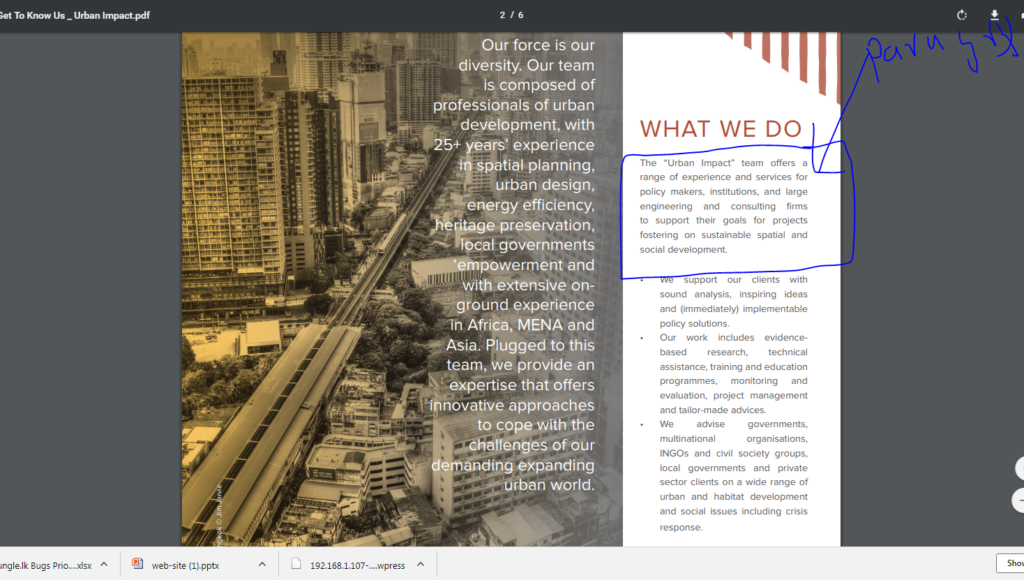 Get To Know Us _ Urban Impact.pdf
2 / 6
Our force is our
diversity. Our team
is composed of
professionals of urban
development, with
25+ years' experience
in spatial planning,
urban design,
energy efficiency,
heritage preservation,
local governments
'empowerment and
with extensive on-
ground experience
in Africa, MENA and
Asia. Plugged to this
team, we provide an
expertise that offers
innovative approaches
to cope with the
challenges of our
demanding expanding
urban world.
WHAT WE DO
The "Urban Impact" team offers a
range of experience and services for
policy makers, institutions, and large
engineering and consulting firms
to support their goals for projects
fostering on sustainable spatial and
social development.
• We support our clients with
sound analysis, inspiring ideas
and (immediately) implementable
policy solutions.
• Our work includes evidence-
based research, technical
assistance, training and education
programmes, monitoring and
evaluation, project management
and tailor-made advices.
• We advise governments,
multinational organisations,
INGOs and civil society groups,
local governments and private
sector clients on a wide range of
urban and habitat development
and social issues including crisis
response.
ungle.lk Bugs Prio....xlsx
web-site (1).pptx
192.168.1.107-....wpress
Show